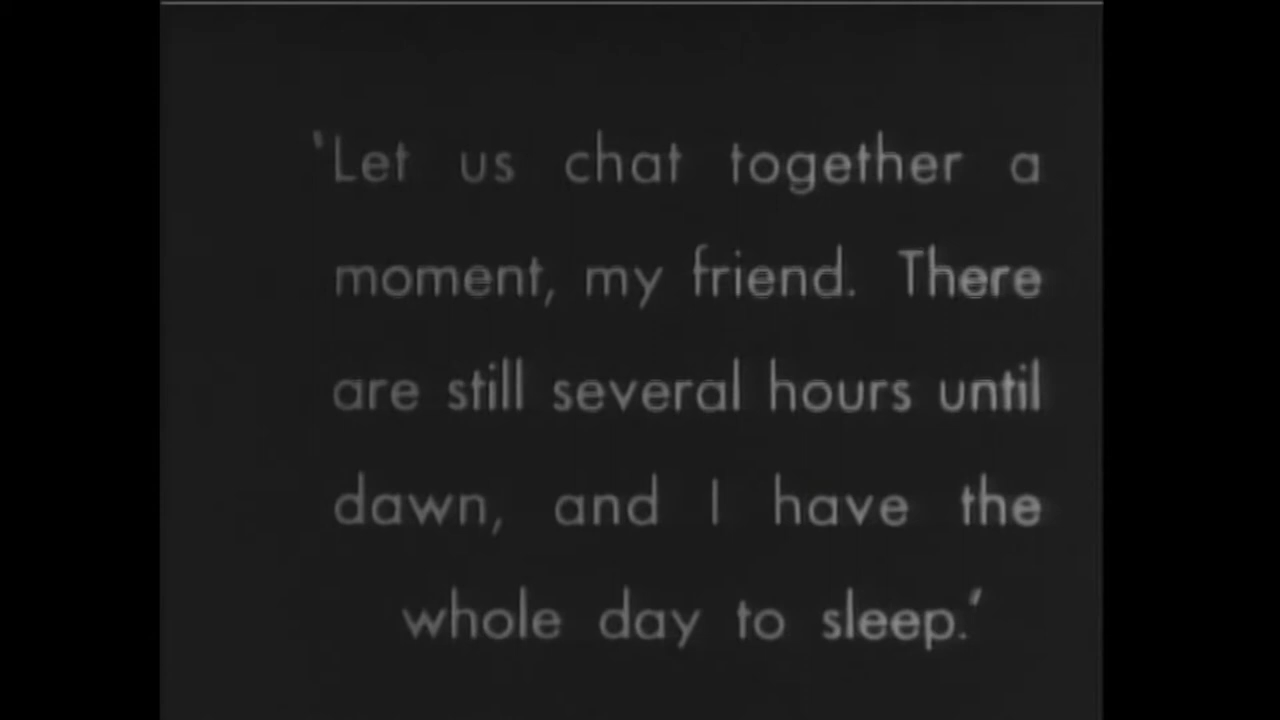 'Let us chat together a
moment, my friend. There
are still several hours until
dawn, and I have the
whole day to sleep.'